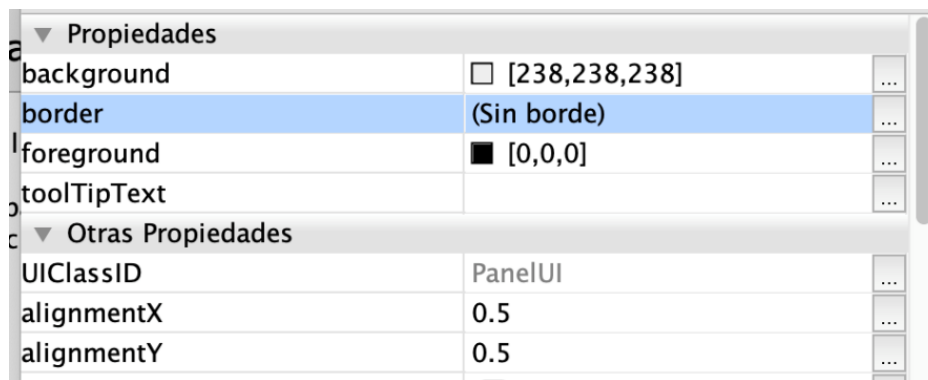 Propiedades
background [238,238,238] ...
border (Sin borde) ...
foreground [0,0,0] ...
toolTipText ...
Otras Propiedades
UIClassID PanelUI ...
alignmentX 0.5 ...
alignmentY 0.5 ...